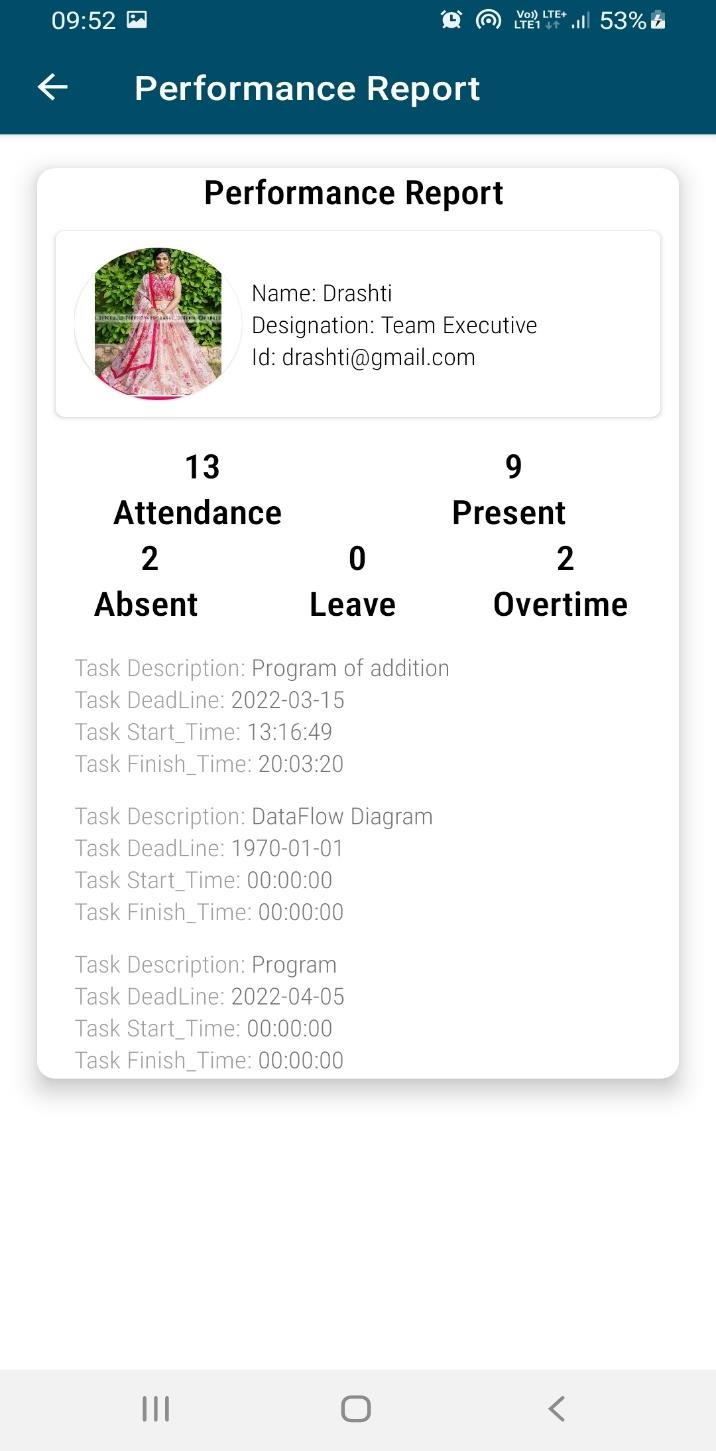 09:52
Vo)) LTE+
LTE1
53%
Performance Report
Performance Report
Name: Drashti
Designation: Team Executive
Id: drashti@gmail.com
13 9
Attendance Present
2 0 2
Absent Leave Overtime
Task Description: Program of addition
Task DeadLine: 2022-03-15
Task Start_Time: 13:16:49
Task Finish_Time: 20:03:20
Task Description: DataFlow Diagram
Task DeadLine: 1970-01-01
Task Start_Time: 00:00:00
Task Finish_Time: 00:00:00
Task Description: Program
Task DeadLine: 2022-04-05
Task Start_Time: 00:00:00
Task Finish_Time: 00:00:00